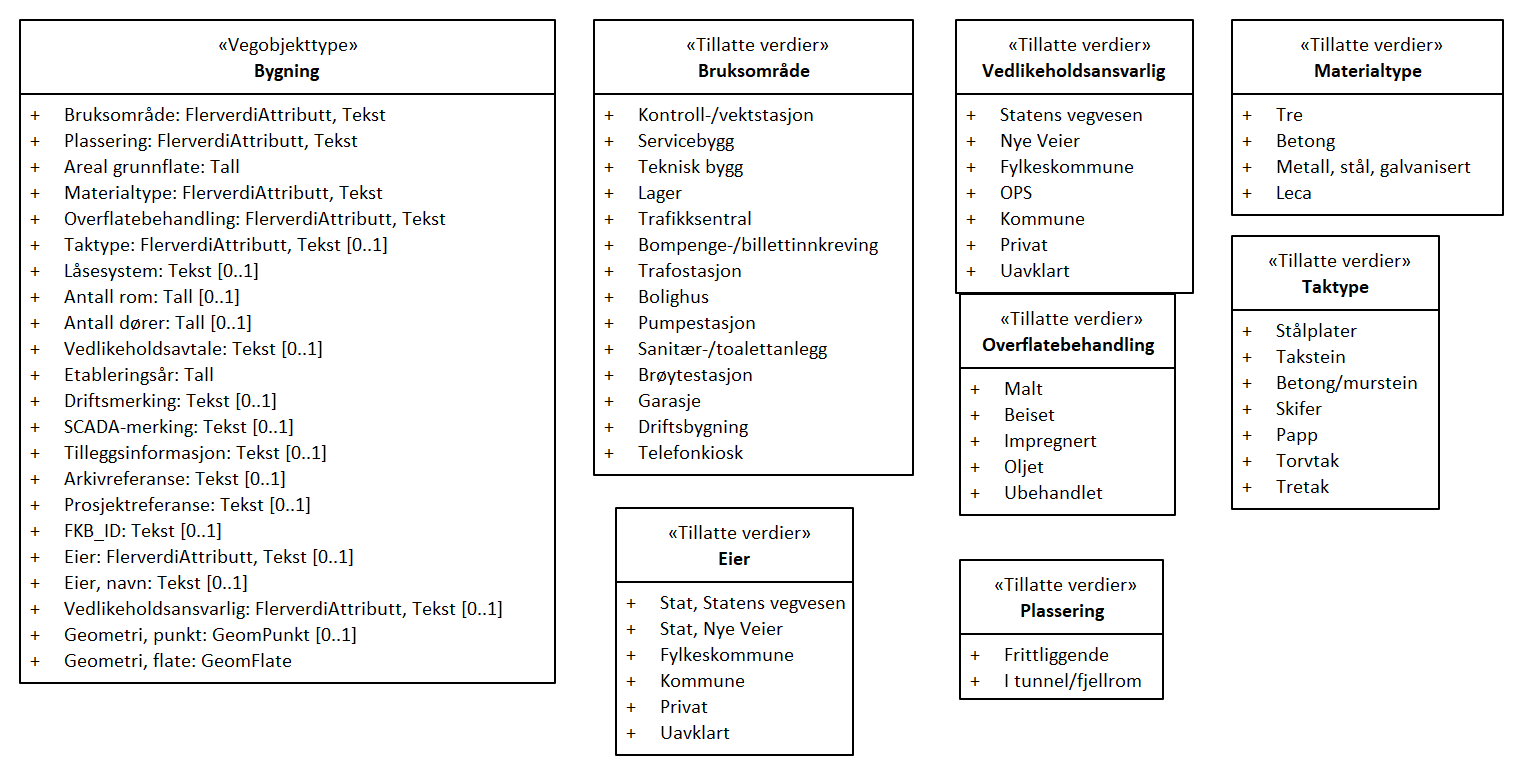 «Vegobjekttype»
Bygning
+ Bruksområde: FlerverdiAttributt, Tekst
+ Plassering: FlerverdiAttributt, Tekst
+ Areal grunnflate: Tall
+ Materialtype: FlerverdiAttributt, Tekst
+ Overflatebehandling: FlerverdiAttributt, Tekst
+ Taktype: FlerverdiAttributt, Tekst [0..1]
+ Låsesystem: Tekst [0..1]
+ Antall rom: Tall [0..1]
+ Antall dører: Tall [0..1]
+ Vedlikeholdsavtale: Tekst [0..1]
+ Etableringsår: Tall
+ Driftsmerking: Tekst [0..1]
+ SCADA-merking: Tekst [0..1]
+ Tilleggsinformasjon: Tekst [0..1]
+ Arkivreferanse: Tekst [0..1]
+ Prosjektreferanse: Tekst [0..1]
+ FKB_ID: Tekst [0..1]
+ Eier: FlerverdiAttributt, Tekst [0..1]
+ Eier, navn: Tekst [0..1]
+ Vedlikeholdsansvarlig: FlerverdiAttributt, Tekst [0..1]
+ Geometri, punkt: GeomPunkt [0..1]
+ Geometri, flate: GeomFlate
«Tillatte verdier»
Bruksområde
+ Kontroll-/vektstasjon
+ Servicebygg
+ Teknisk bygg
+ Lager
+ Trafikksentral
+ Bompenge-/billettinnkreving
+ Trafostasjon
+ Bolighus
+ Pumpestasjon
+ Sanitær-/toalettanlegg
+ Brøytestasjon
+ Garasje
+ Driftsbygning
+ Telefonkiosk
«Tillatte verdier»
Eier
+ Stat, Statens vegvesen
+ Stat, Nye Veier
+ Fylkeskommune
+ Kommune
+ Privat
+ Uavklart
«Tillatte verdier»
Vedlikeholdsansvarlig
+ Statens vegvesen
+ Nye Veier
+ Fylkeskommune
+ OPS
+ Kommune
+ Privat
+ Uavklart
«Tillatte verdier»
Overflatebehandling
+ Malt
+ Beiset
+ Impregnert
+ Oljet
+ Ubehandlet
«Tillatte verdier»
Plassering
+ Frittliggende
+ I tunnel/fjellrom
«Tillatte verdier»
Materialtype
+ Tre
+ Betong
+ Metall, stål, galvanisert
+ Leca
«Tillatte verdier»
Taktype
+ Stålplater
+ Takstein
+ Betong/murstein
+ Skifer
+ Papp
+ Torvtak
+ Tretak